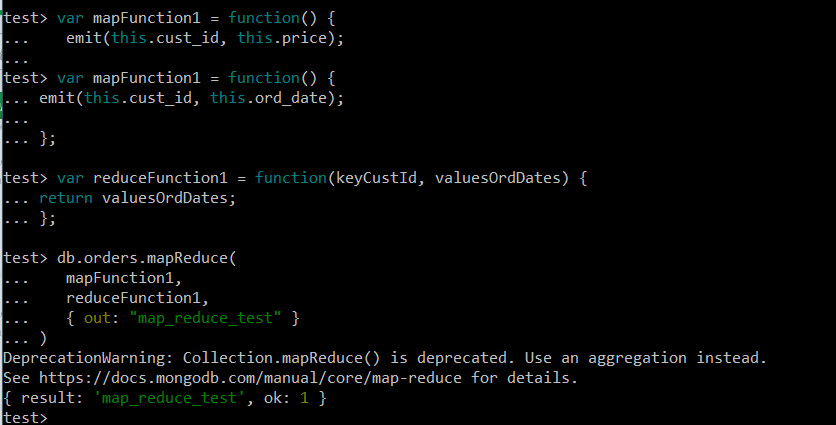 test> var mapFunction1 = function() {
...    emit(this.cust_id, this.price);
...
test> var mapFunction1 = function() {
... emit(this.cust_id, this.ord_date);
...
... };
test> var reduceFunction1 = function(keyCustId, valuesOrdDates) {
... return valuesOrdDates;
... };
test> db.orders.mapReduce(
...    mapFunction1,
...    reduceFunction1,
...    { out: "map_reduce_test" }
... )
DeprecationWarning: Collection.mapReduce() is deprecated. Use an aggregation instead.
See https://docs.mongodb.com/manual/core/map-reduce for details.
{ result: 'map_reduce_test', ok: 1 }
test>